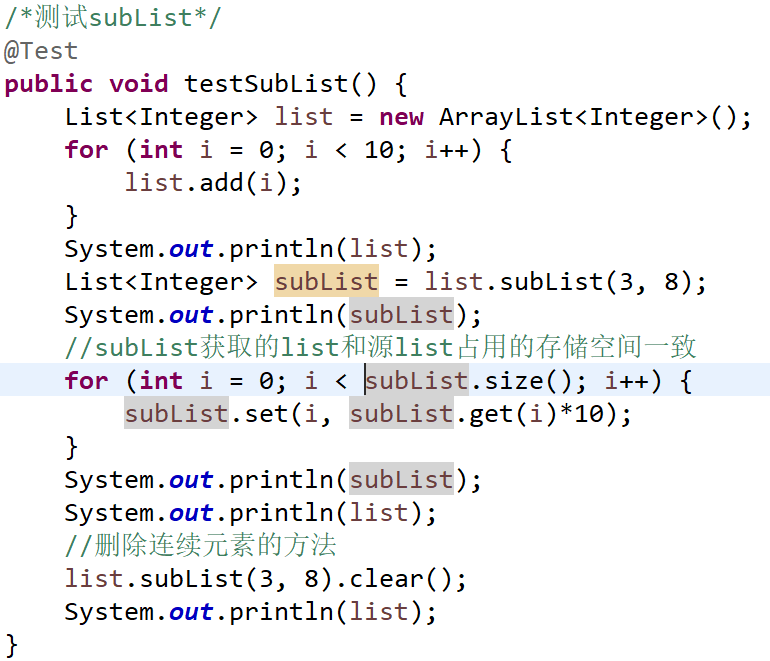 /*测试subList*/
@Test
public void testSubList() {
    List<Integer> list = new ArrayList<Integer>();
    for (int i = 0; i < 10; i++) {
        list.add(i);
    }
    System.out.println(list);
    List<Integer> subList = list.subList(3, 8);
    System.out.println(subList);
    //subList获取的list和源list占用的存储空间一致
    for (int i = 0; i < subList.size(); i++) {
        subList.set(i, subList.get(i)*10);
    }
    System.out.println(subList);
    System.out.println(list);
    //删除连续元素的方法
    list.subList(3, 8).clear();
    System.out.println(list);
}